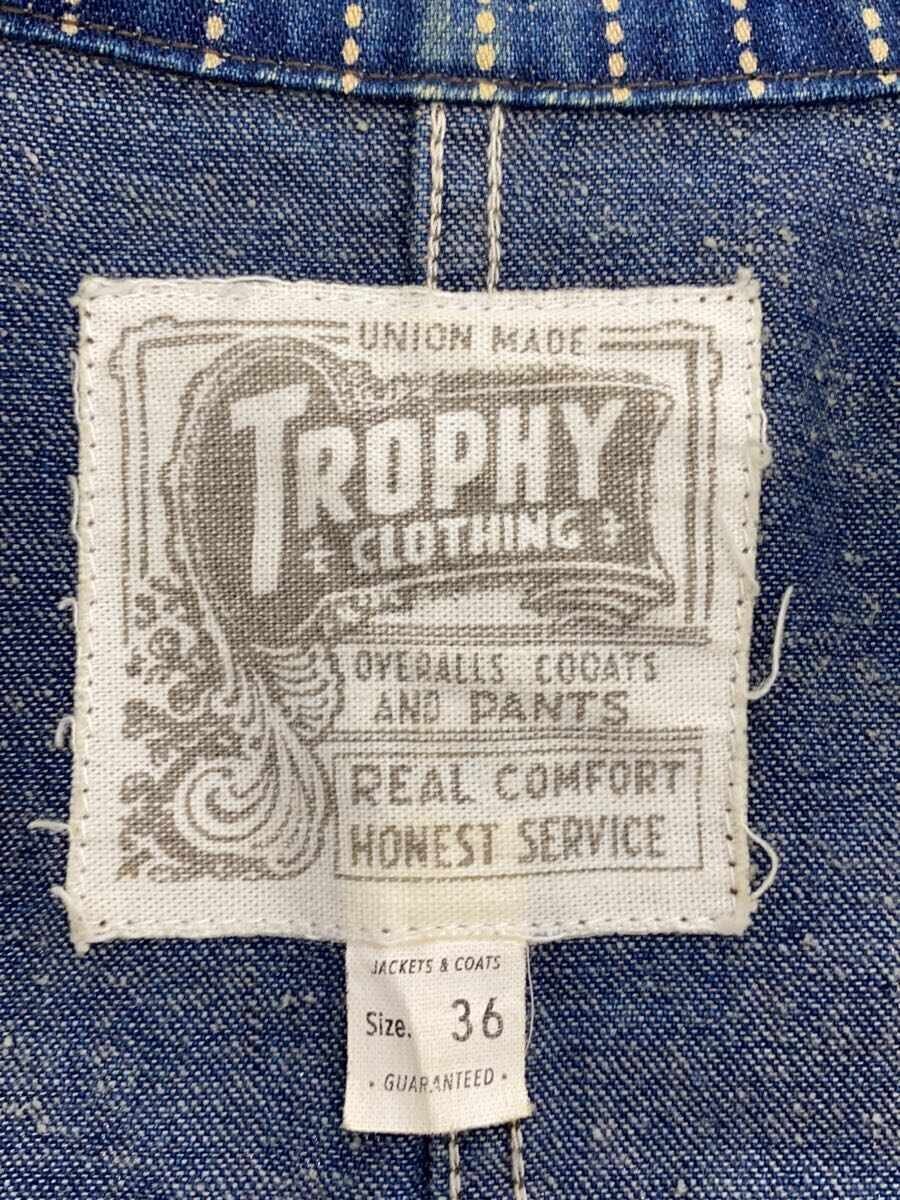 UNION MADE
TROPHY
CLOTHING
OVERALLS. COOATS
AND PANTS
REAL COMFORT
HONEST SERVICE
JACKETS & COATS
Size. 36
· GUARANTEED ·